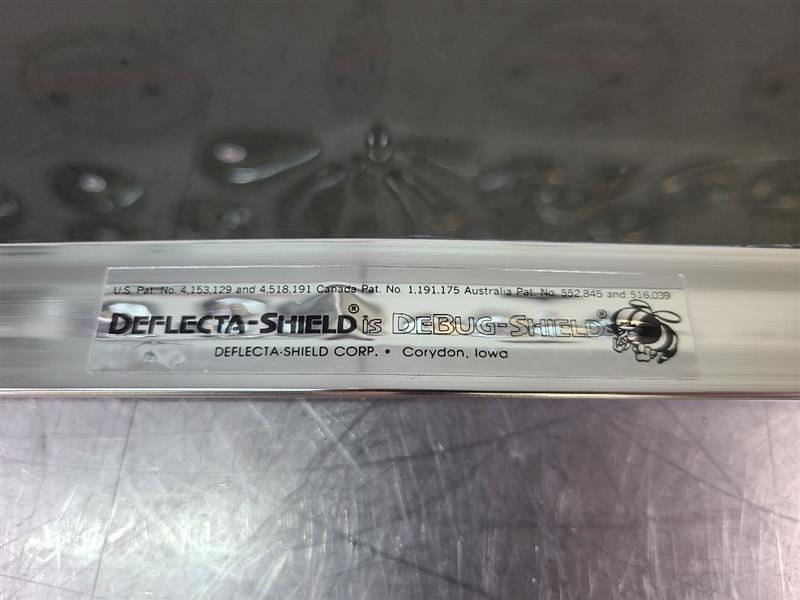 U.S. Pat. No. 4,153,129 and 4,518,191 Canada Pat. No. 1,191,175 Australia Pat. No. 552,845 and 516,039
DEFLECTA-SHIELD® is DEBUG-SHIELD®
DEFLECTA-SHIELD CORP. • Corydon, Iowa